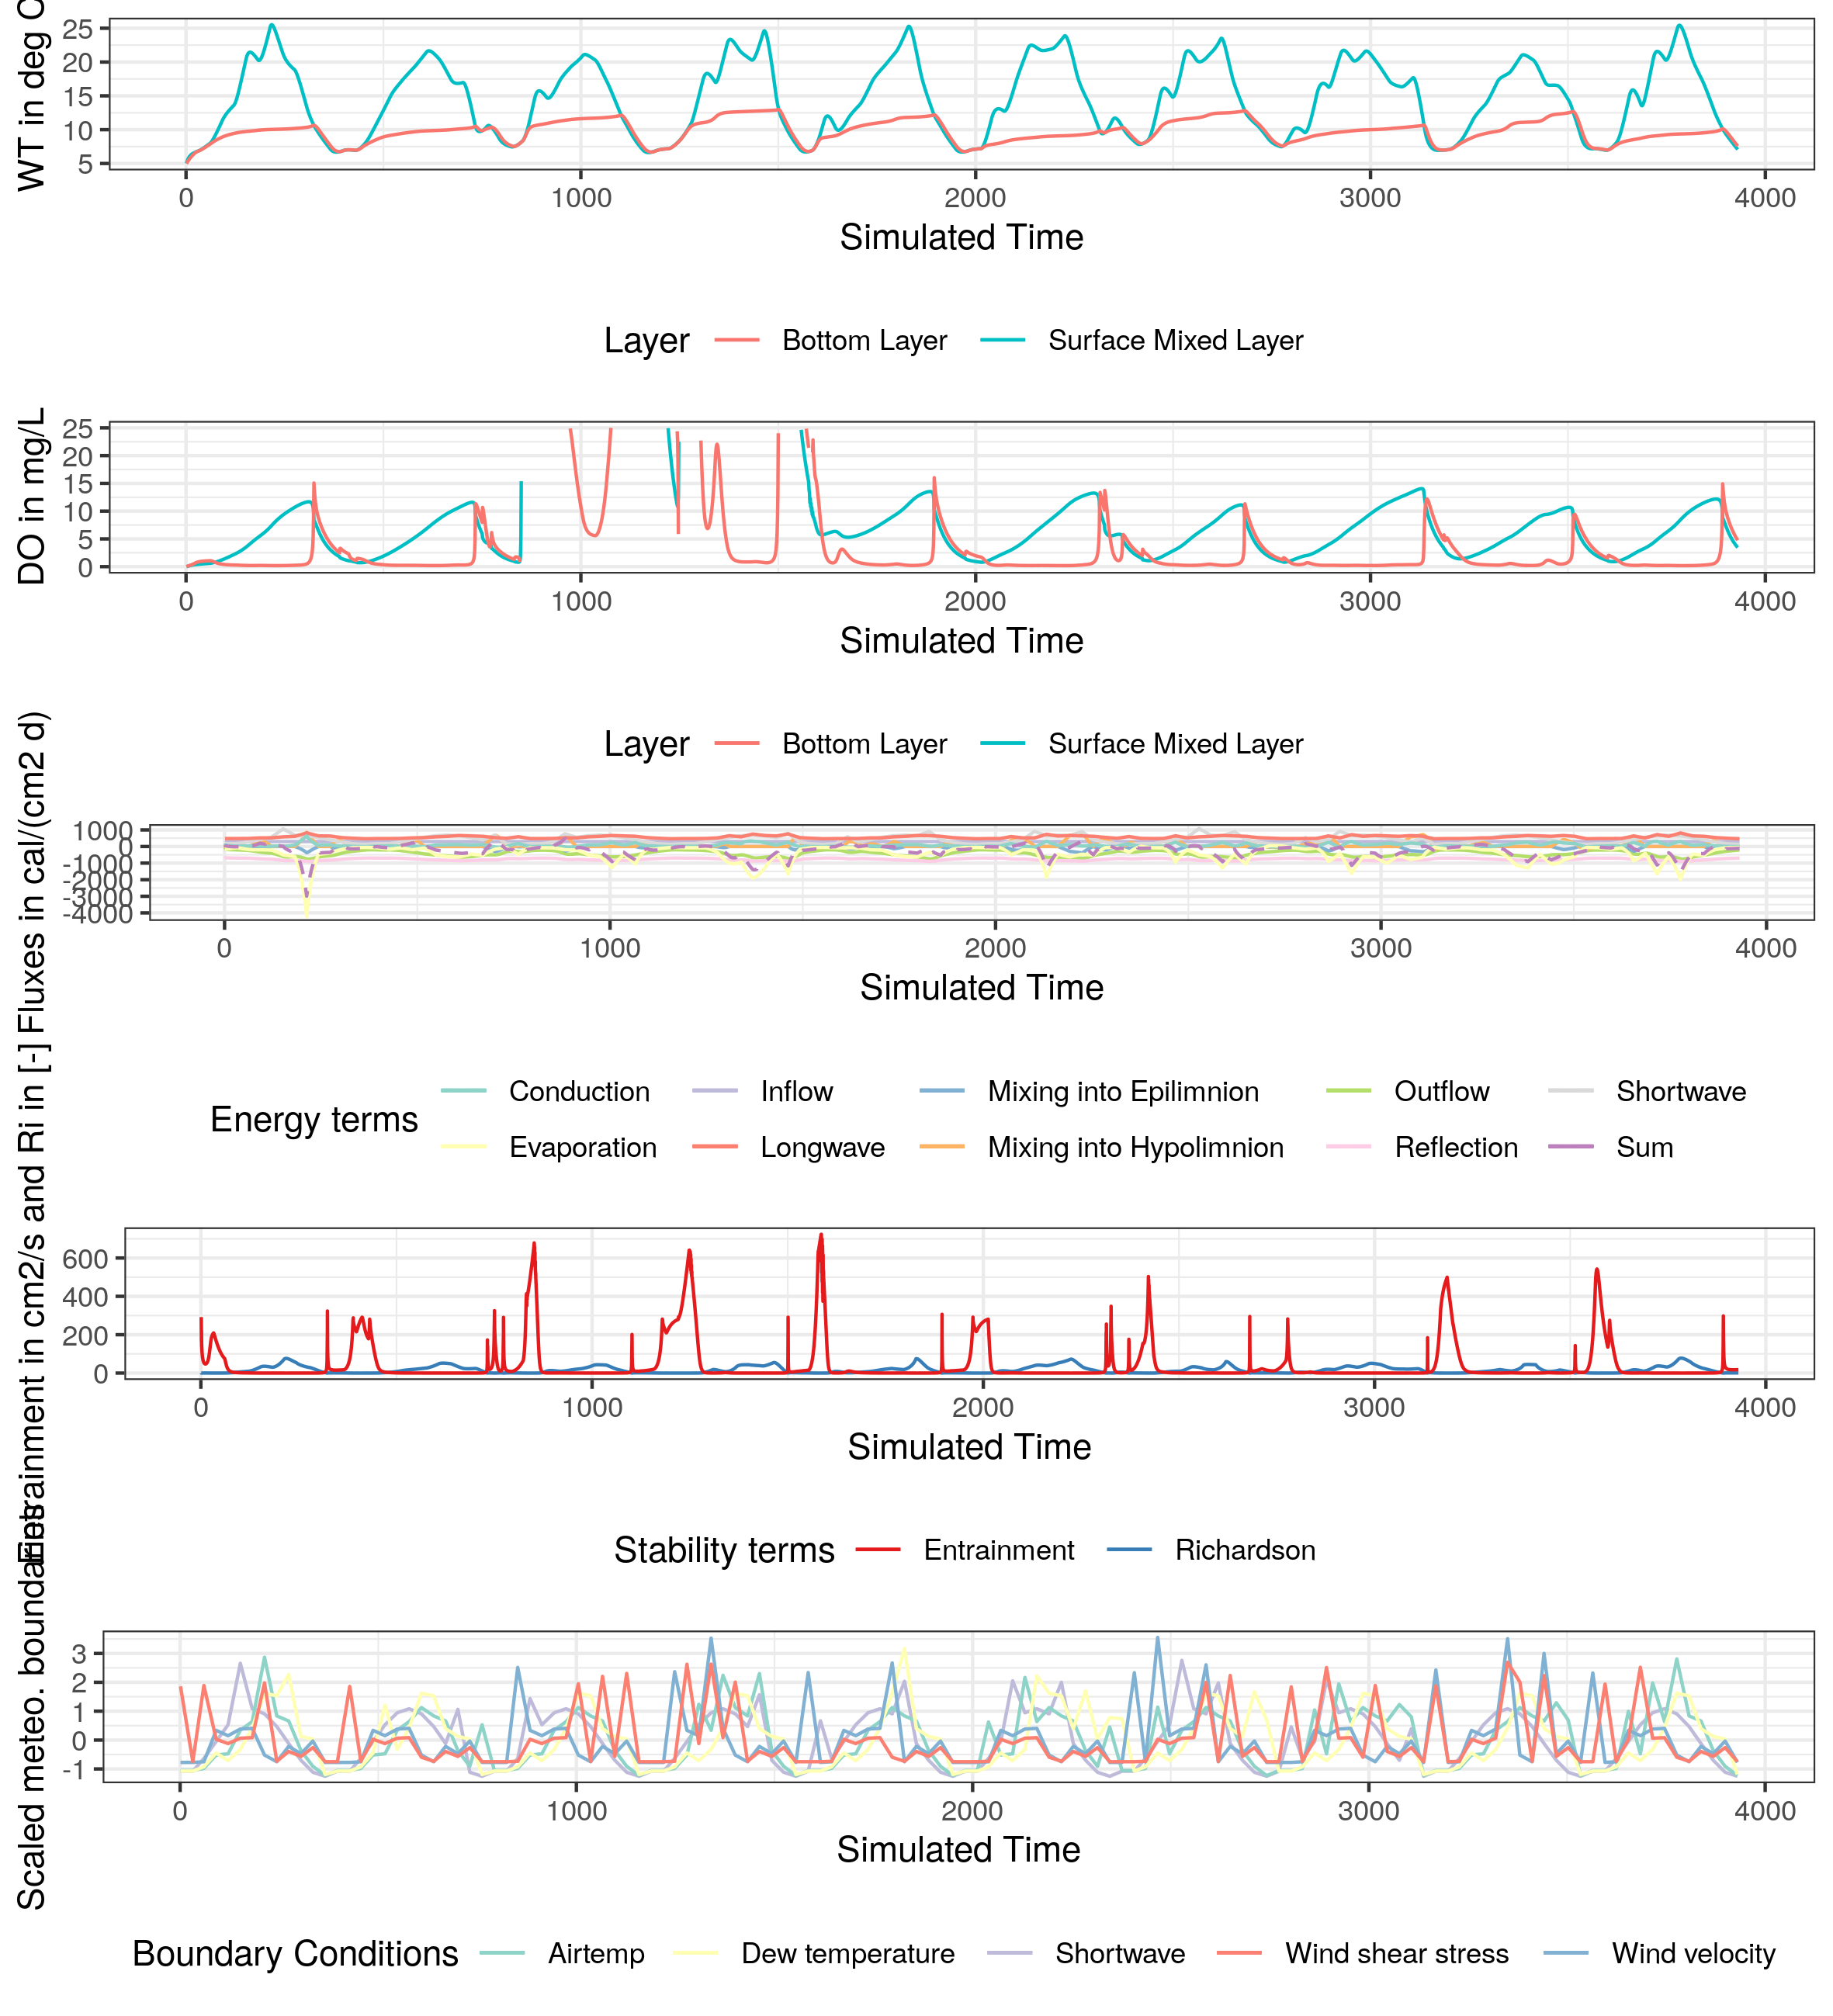 WT in deg C
25
20
15
10
5
0 1000 2000 3000 4000
Simulated Time
Layer Bottom Layer Surface Mixed Layer
DO in mg/L
25
20
15
10
5
0
0 1000 2000 3000 4000
Simulated Time
Layer Bottom Layer Surface Mixed Layer
Fluxes in cal/(cm2 d)
1000
0
-1000
-2000
-3000
-4000
0 1000 2000 3000 4000
Simulated Time
Energy terms
Conduction Inflow Mixing into Epilimnion Outflow Shortwave
Evaporation Longwave Mixing into Hypolimnion Reflection Sum
Entrainment in cm2/s and Ri in [-]
600
400
200
0
0 1000 2000 3000 4000
Simulated Time
Stability terms Entrainment Richardson
Scaled meteo. boundaries
3
2
1
0
-1
0 1000 2000 3000 4000
Simulated Time
Boundary Conditions Airtemp Dew temperature Shortwave Wind shear stress Wind velocity